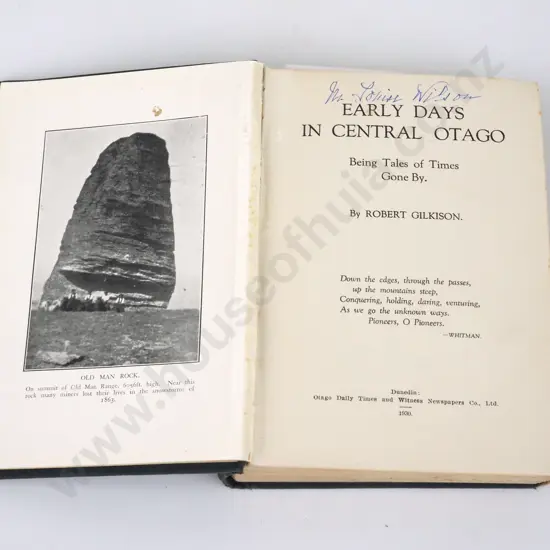 OLD MAN ROCK.
On summit of Old Man Range, 600ft. high. Near this
rock many miners lost their lives in the snowstorms of
1863.
Louise Wilson
EARLY DAYS
IN CENTRAL OTAGO
Being Tales of Times
Gone By.
By ROBERT GILKISON.
Down the edges, through the passes,
up the mountains steep,
Conquering, holding, daring, venturing,
As we go the unknown ways.
Pioneers, O Pioneers.
—WHITMAN.
Dunedin:
Otago Daily Times and Witness Newspapers Co., Ltd.
1930.
www.houseofhuia.co.nz